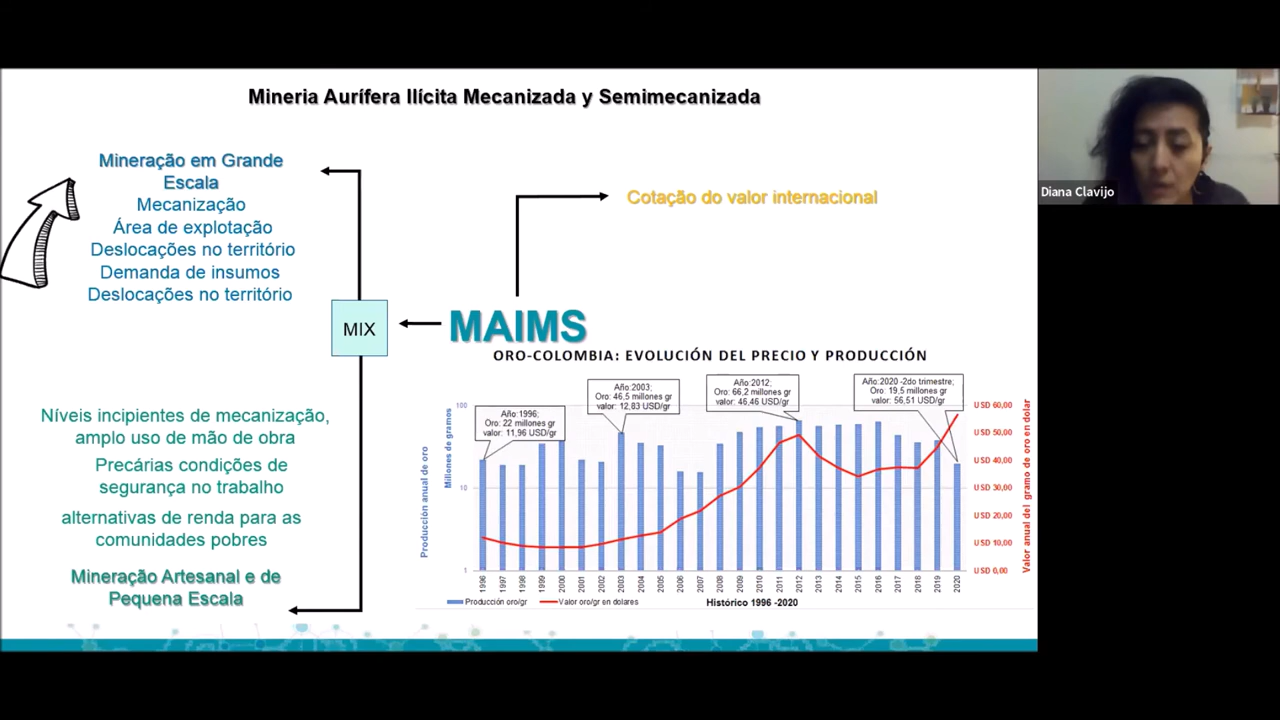 Mineria Aurífera Ilícita Mecanizada y Semimecanizada
Mineração em Grande
Escala
Mecanização
Área de explotação
Deslocações no território
Demanda de insumos
Deslocações no território
Cotação do valor internacional
Diana Clavijo
MIX
MAIMS
Níveis incipientes de mecanização,
amplo uso de mão de obra
Precárias condições de
segurança no trabalho
alternativas de renda para as
comunidades pobres
Mineração Artesanal e de
Pequena Escala
ORO-COLOMBIA: EVOLUCIÓN DEL PRECIO Y PRODUCCIÓN
Año:1996;
Oro: 22 millones gr
valor: 11,96 USD/gr
Año:2003;
Oro: 46,5 millones gr
valor: 12,83 USD/gr
Año:2012;
Oro: 66,2 millones gr
valor: 46,46 USD/gr
Año:2020 -2do trimestre;
Oro: 19,5 millones gr
valor: 56,51 USD/gr
Producción anual de oro
Millones de gramos
100
10
1
USD 60,00
USD 50,00
USD 40,00
USD 30,00
USD 20,00
USD 10,00
USD 0,00
Valor anual del gramo de oro en dolar
1996 1997 1998 1999 2000 2001 2002 2003 2004 2005 2006 2007 2008 2009 2010 2011 2012 2013 2014 2015 2016 2017 2018 2019 2020
Producción oro/gr
Valor oro/gr en dolares
Histórico 1996 -2020